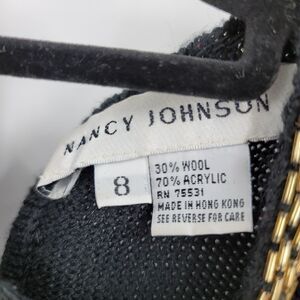 NANCY JOHNSON
8
30% WOOL
70% ACRYLIC
RN 75531
MADE IN HONG KONG
SEE REVERSE FOR CARE